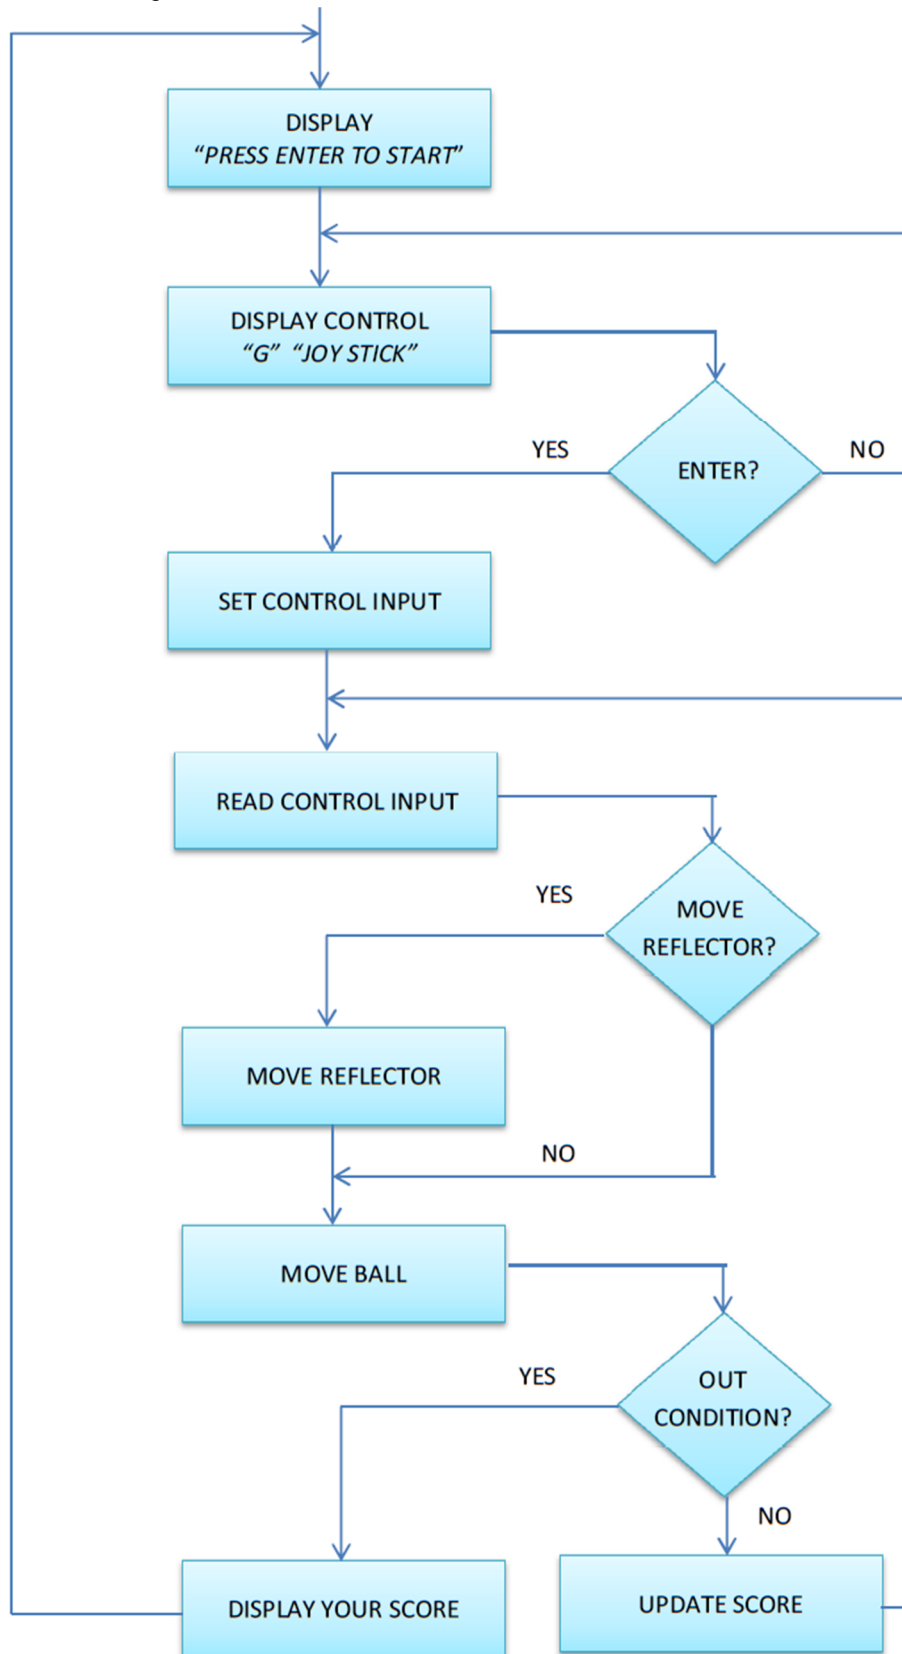 DISPLAY
“PRESS ENTER TO START”
DISPLAY CONTROL
“G” “JOY STICK”
YES
ENTER?
NO
SET CONTROL INPUT
READ CONTROL INPUT
YES
MOVE
REFLECTOR?
MOVE REFLECTOR
NO
MOVE BALL
YES
OUT
CONDITION?
NO
DISPLAY YOUR SCORE
UPDATE SCORE